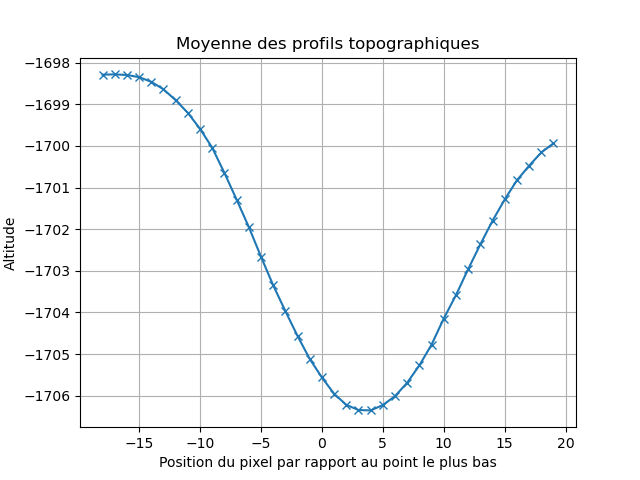 Moyenne des profils topographiques
−1698
−1699
−1700
−1701
−1702
−1703
−1704
−1705
−1706
Altitude
−15 −10 −5 0 5 10 15 20
Position du pixel par rapport au point le plus bas